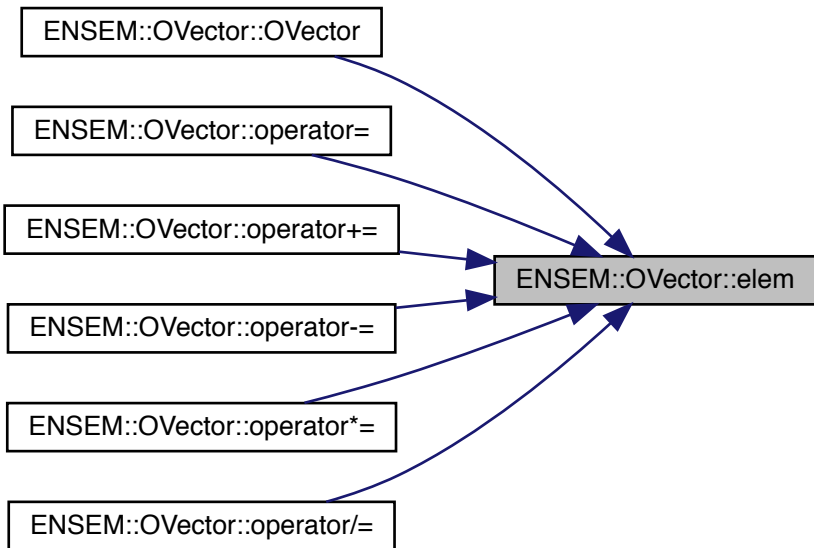 ENSEM::OVector::OVector
ENSEM::OVector::operator=
ENSEM::OVector::operator+=
ENSEM::OVector::elem
ENSEM::OVector::operator-=
ENSEM::OVector::operator*=
ENSEM::OVector::operator/=